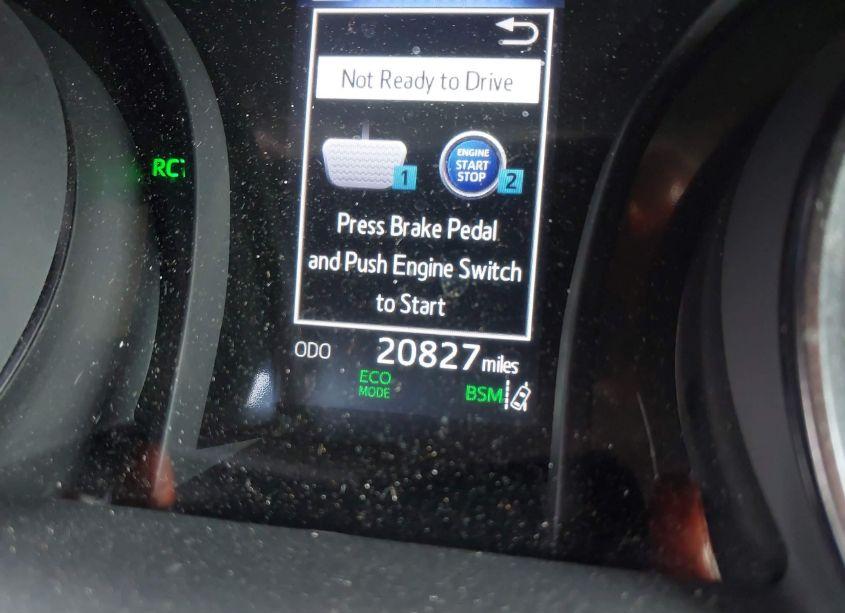 Not Ready to Drive
RCT
ENGINE
START
STOP
1
2
Press Brake Pedal
and Push Engine Switch
to Start
ODO 20827 miles
ECO
MODE
BSM